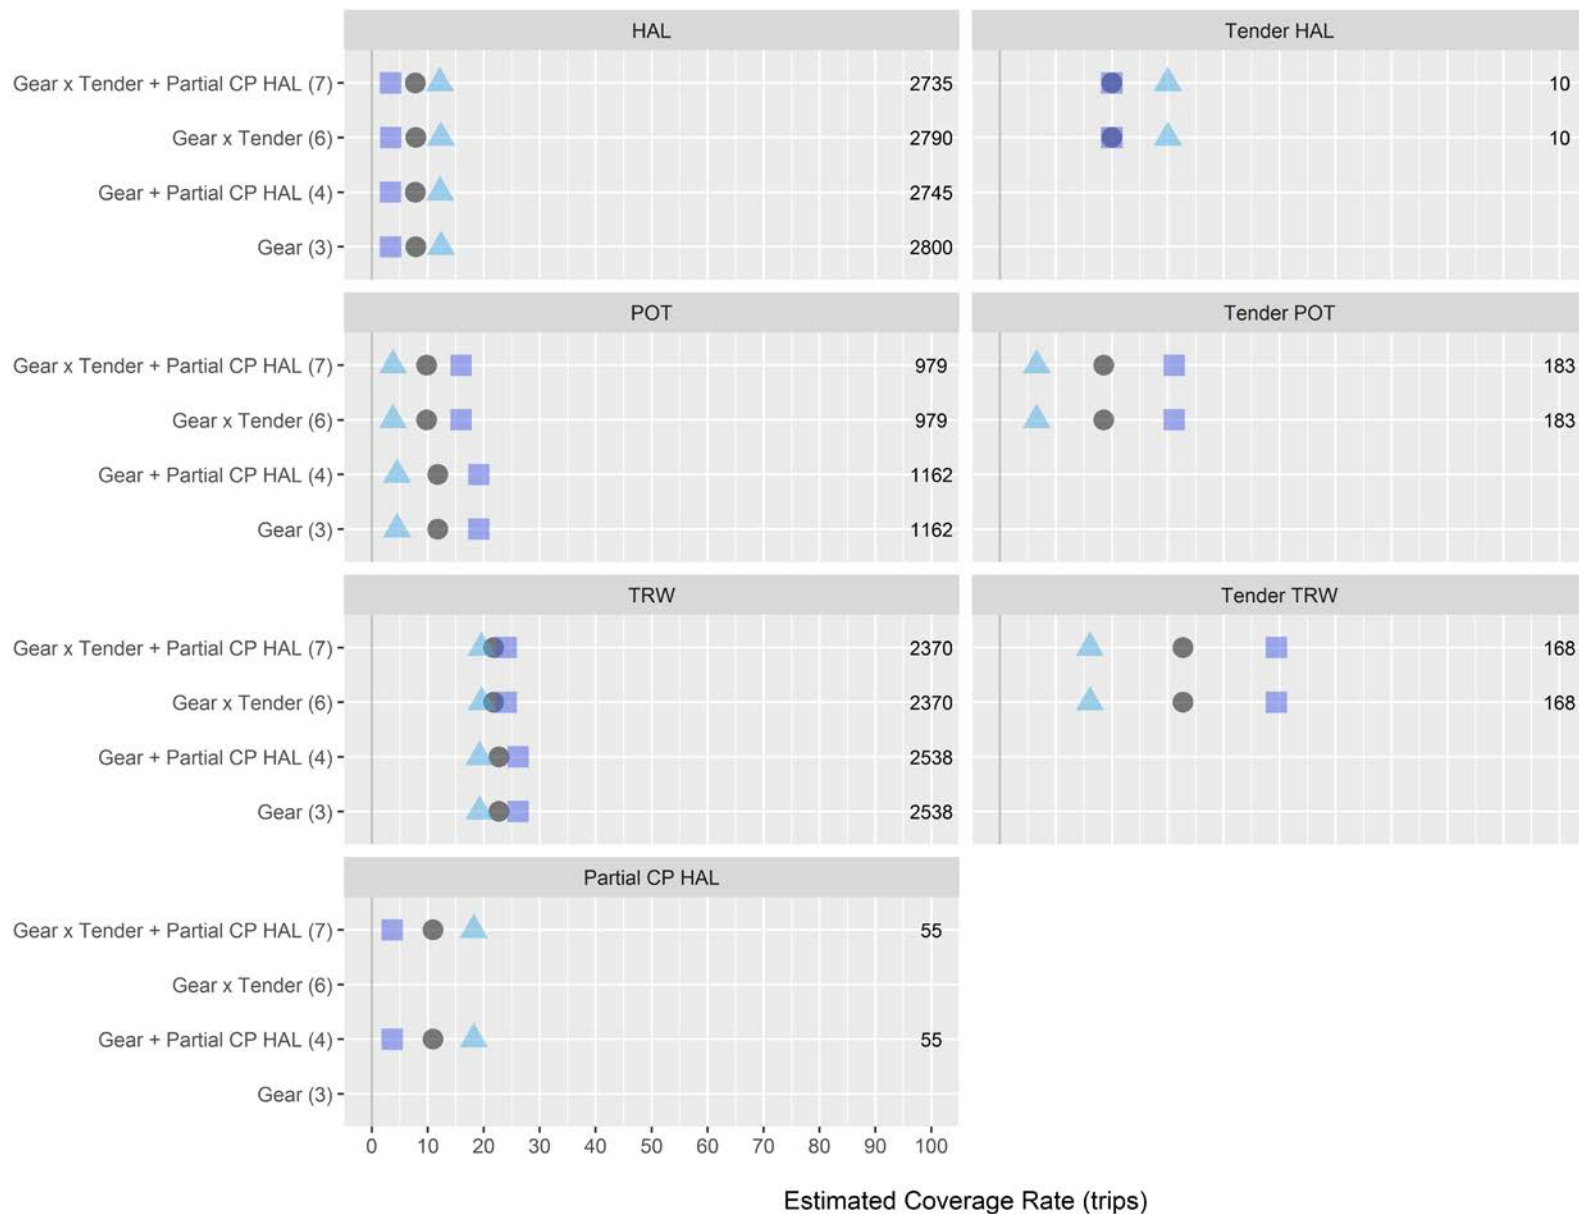 HAL
Tender HAL
Gear x Tender + Partial CP HAL (7)
2735
10
Gear x Tender (6)
2790
10
Gear + Partial CP HAL (4)
2745
Gear (3)
2800
POT
Tender POT
Gear x Tender + Partial CP HAL (7)
979
183
Gear x Tender (6)
979
183
Gear + Partial CP HAL (4)
1162
Gear (3)
1162
TRW
Tender TRW
Gear x Tender + Partial CP HAL (7)
2370
168
Gear x Tender (6)
2370
168
Gear + Partial CP HAL (4)
2538
Gear (3)
2538
Partial CP HAL
Gear x Tender + Partial CP HAL (7)
55
Gear x Tender (6)
Gear + Partial CP HAL (4)
55
Gear (3)
0 10 20 30 40 50 60 70 80 90 100
Estimated Coverage Rate (trips)